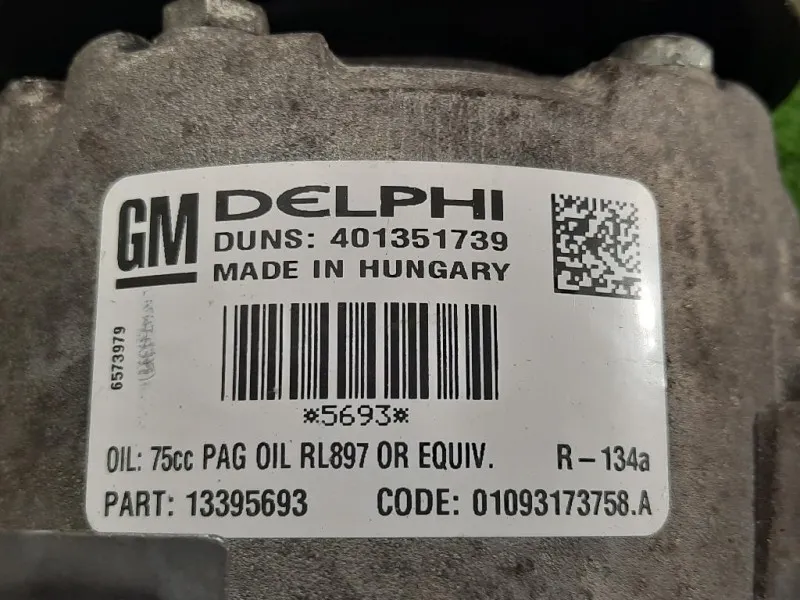 GM
DELPHI
DUNS: 401351739
MADE IN HUNGARY
6573979
*5693*
OIL: 75cc PAG OIL RL897 OR EQUIV. R-134a
PART: 13395693 CODE: 01093173758.A